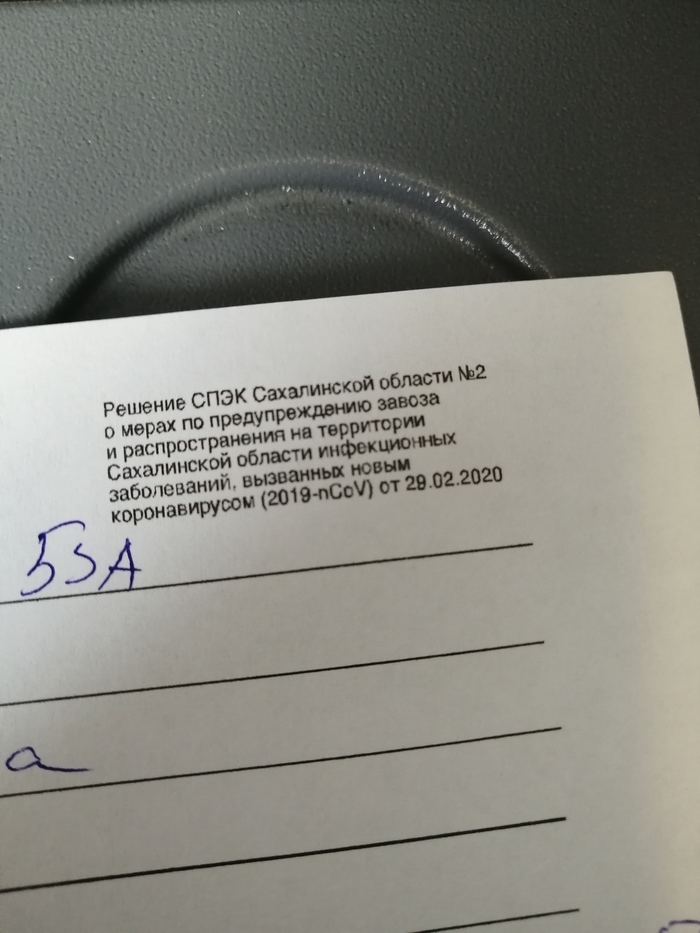 Решение СПЭК Сахалинской области №2
о мерах по предупреждению завоза
и распространения на территории
Сахалинской области инфекционных
заболеваний, вызванных новым
коронавирусом (2019-nCoV) от 29.02.2020
53А
а